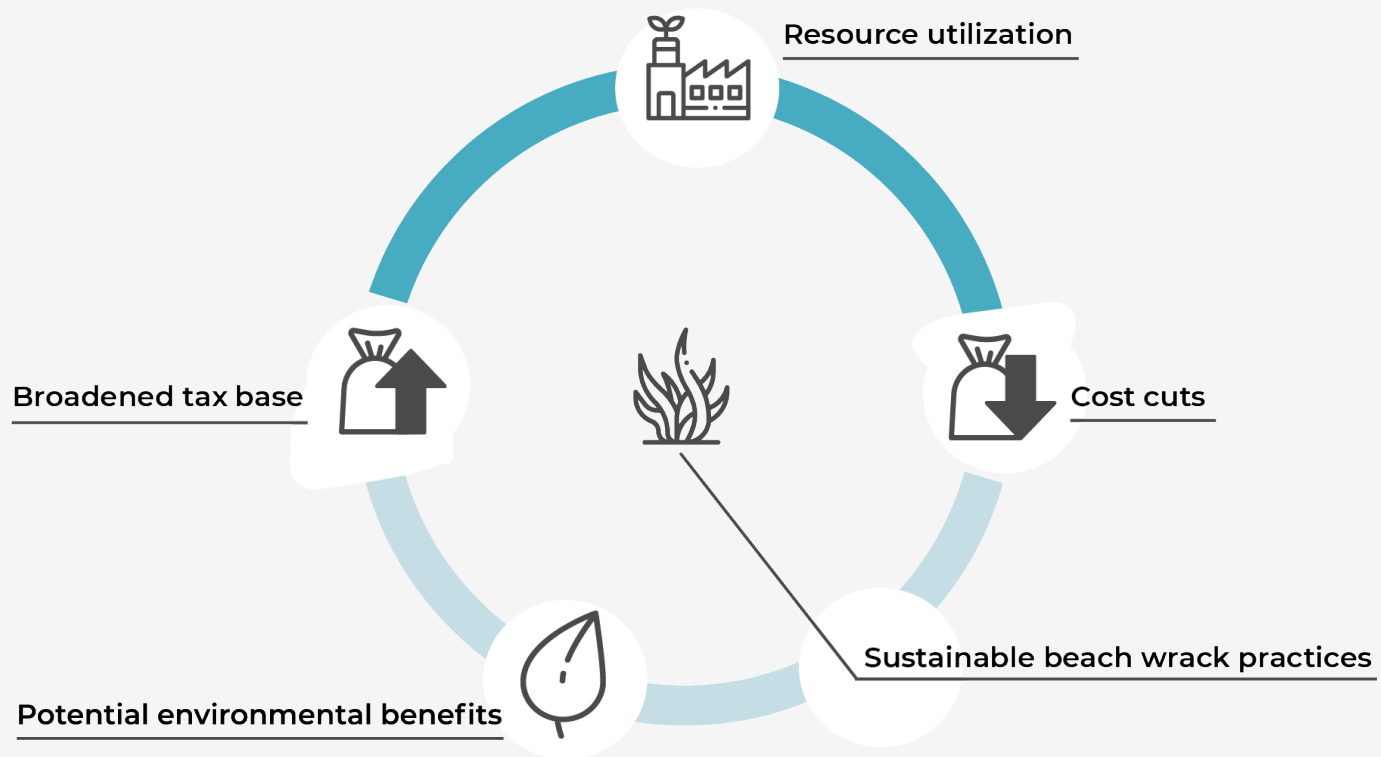 Resource utilization
Broadened tax base
Cost cuts
Sustainable beach wrack practices
Potential environmental benefits